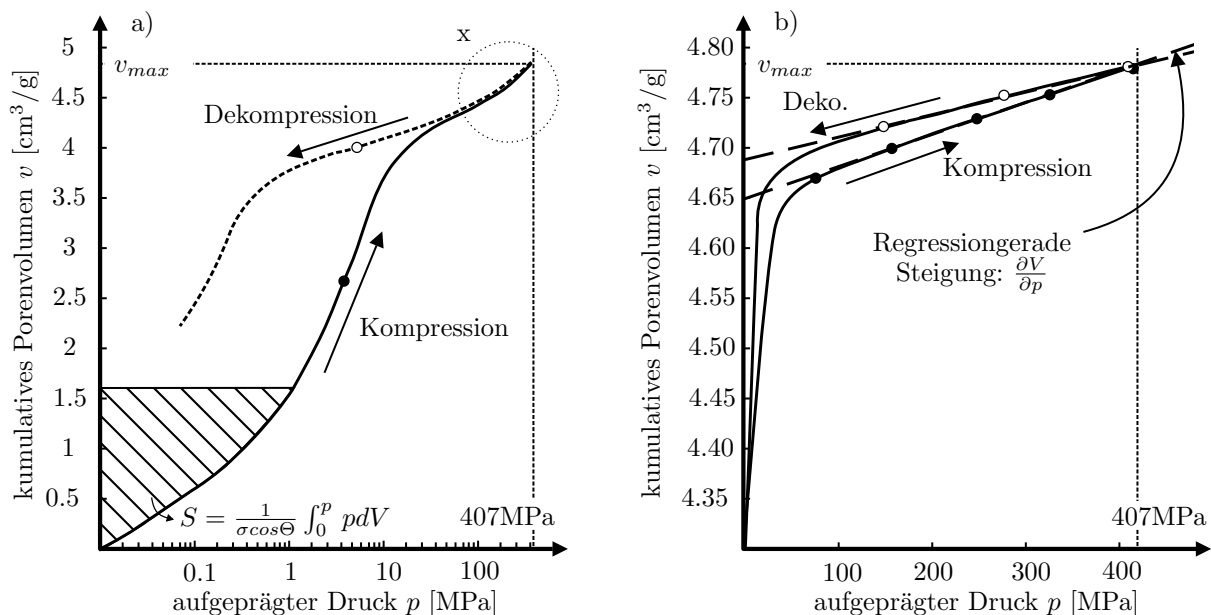 a)
x
kumulatives Porenvolumen v [cm³/g]
5
v_max
4.5
4
3.5
3
2.5
2
1.5
1
0.5
Dekompression
Kompression
S = 1/(σcosΘ) ∫₀ᵖ pdV
407MPa
0.1
1
10
100
aufgeprägter Druck p [MPa]
b)
kumulatives Porenvolumen v [cm³/g]
4.80
v_max
4.75
4.70
4.65
4.60
4.55
4.50
4.45
4.40
4.35
Deko.
Kompression
Regressiongerade
Steigung: ∂V/∂p
407MPa
100
200
300
400
aufgeprägter Druck p [MPa]